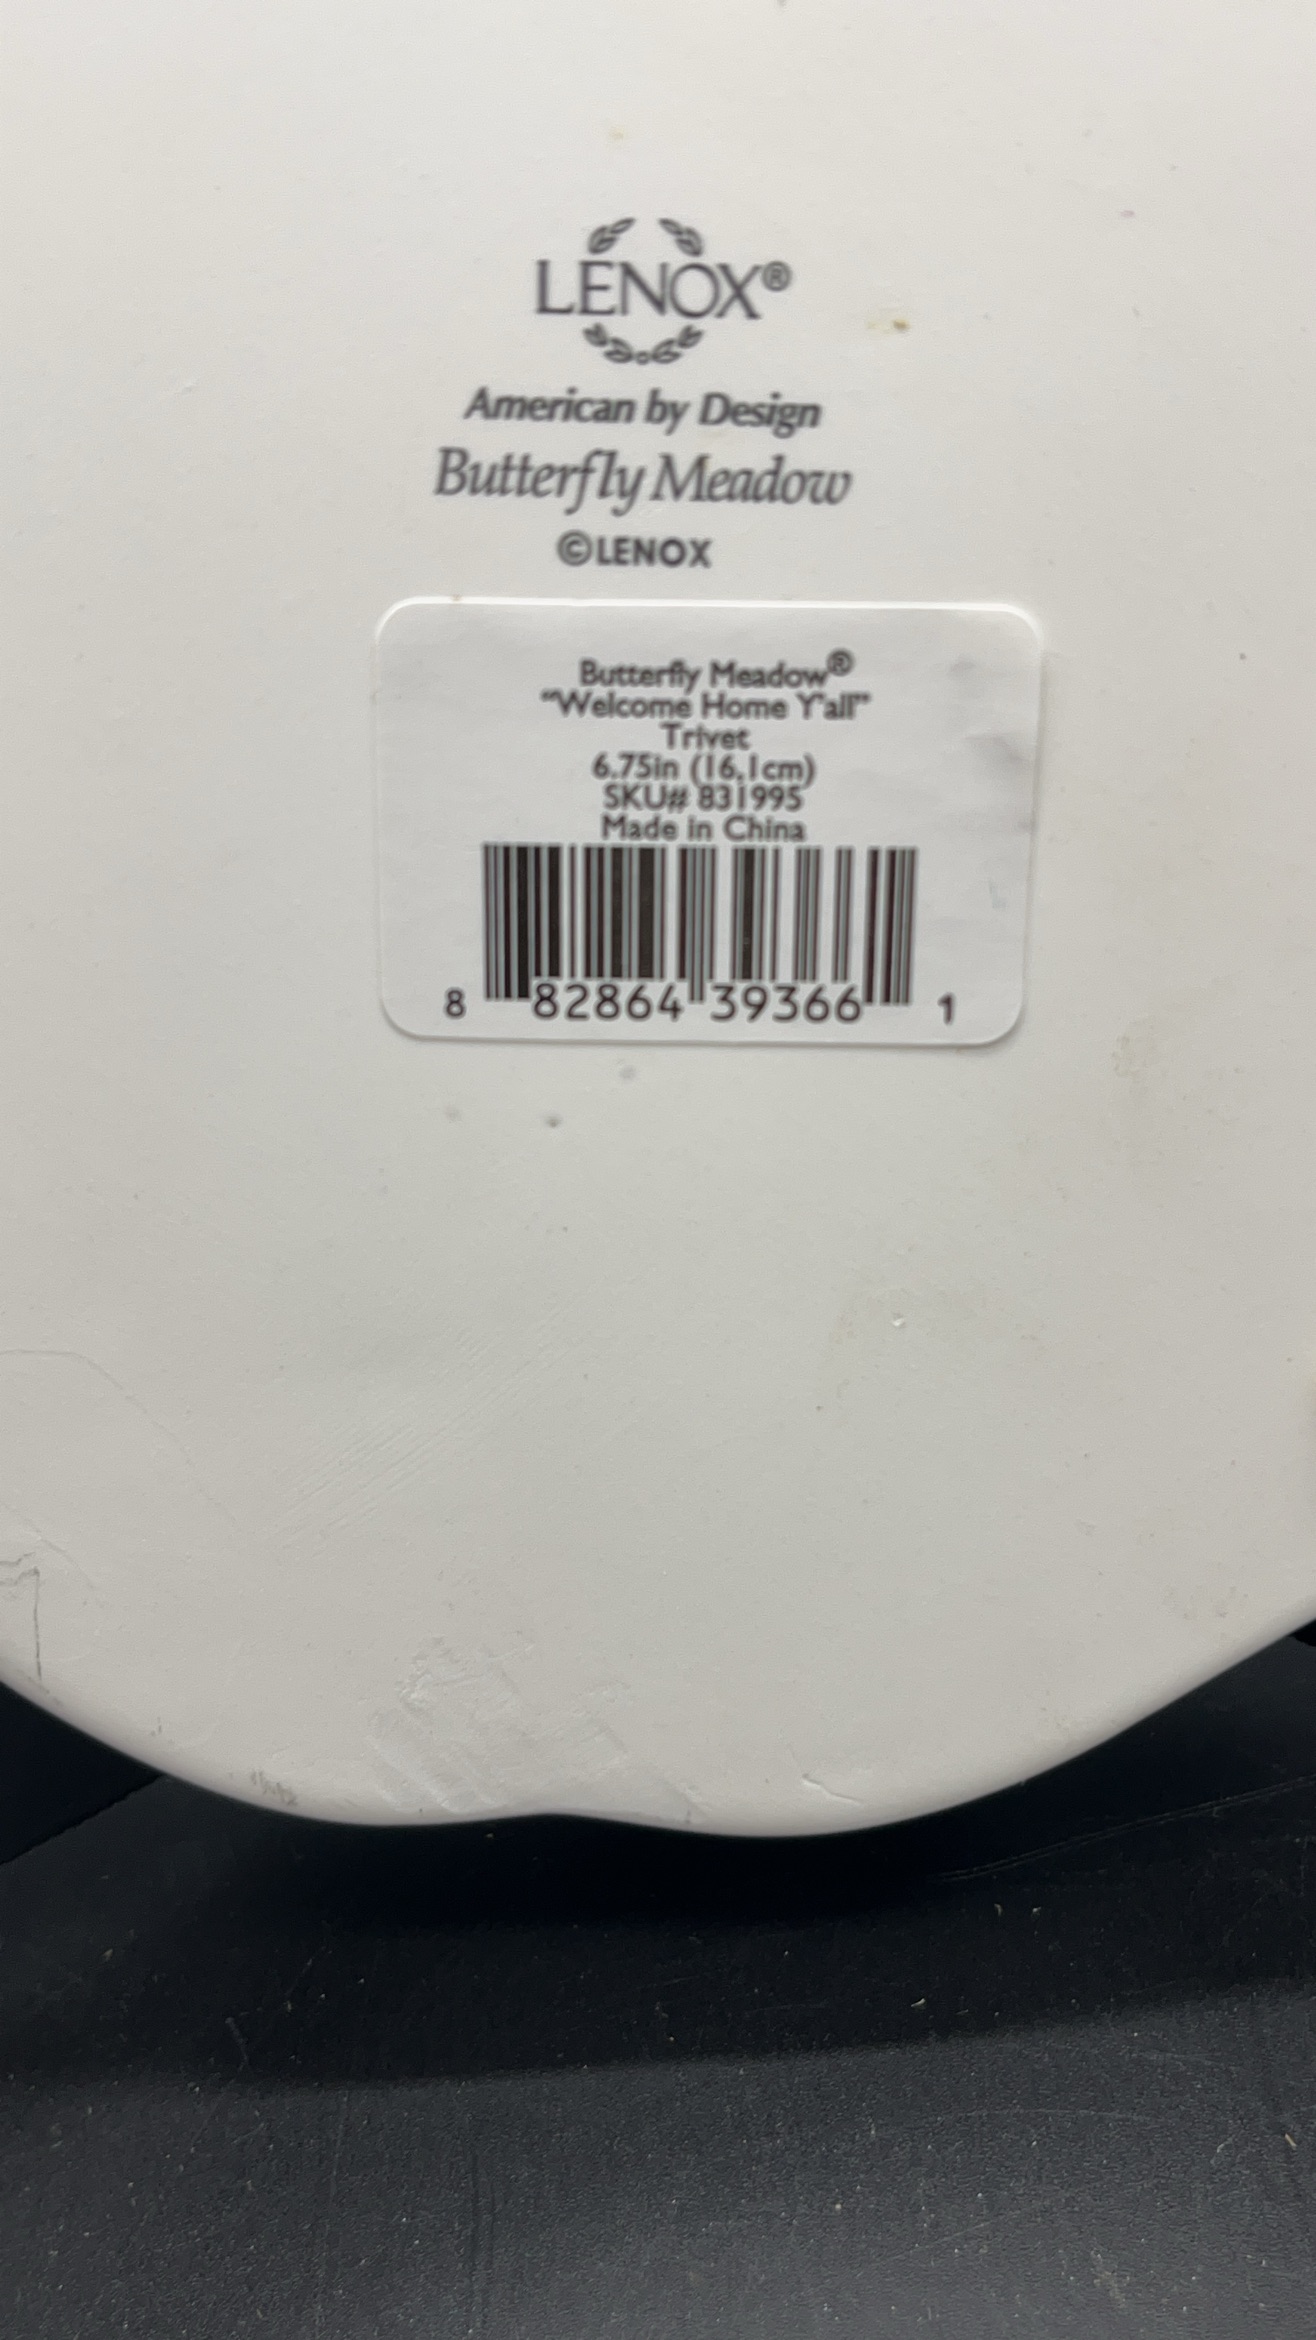 LENOX®
American by Design
Butterfly Meadow
©LENOX
Butterfly Meadow®
"Welcome Home Y'all"
Trivet
6.75in (16.1cm)
SKU# 831995
Made in China
8 82864 39366 1